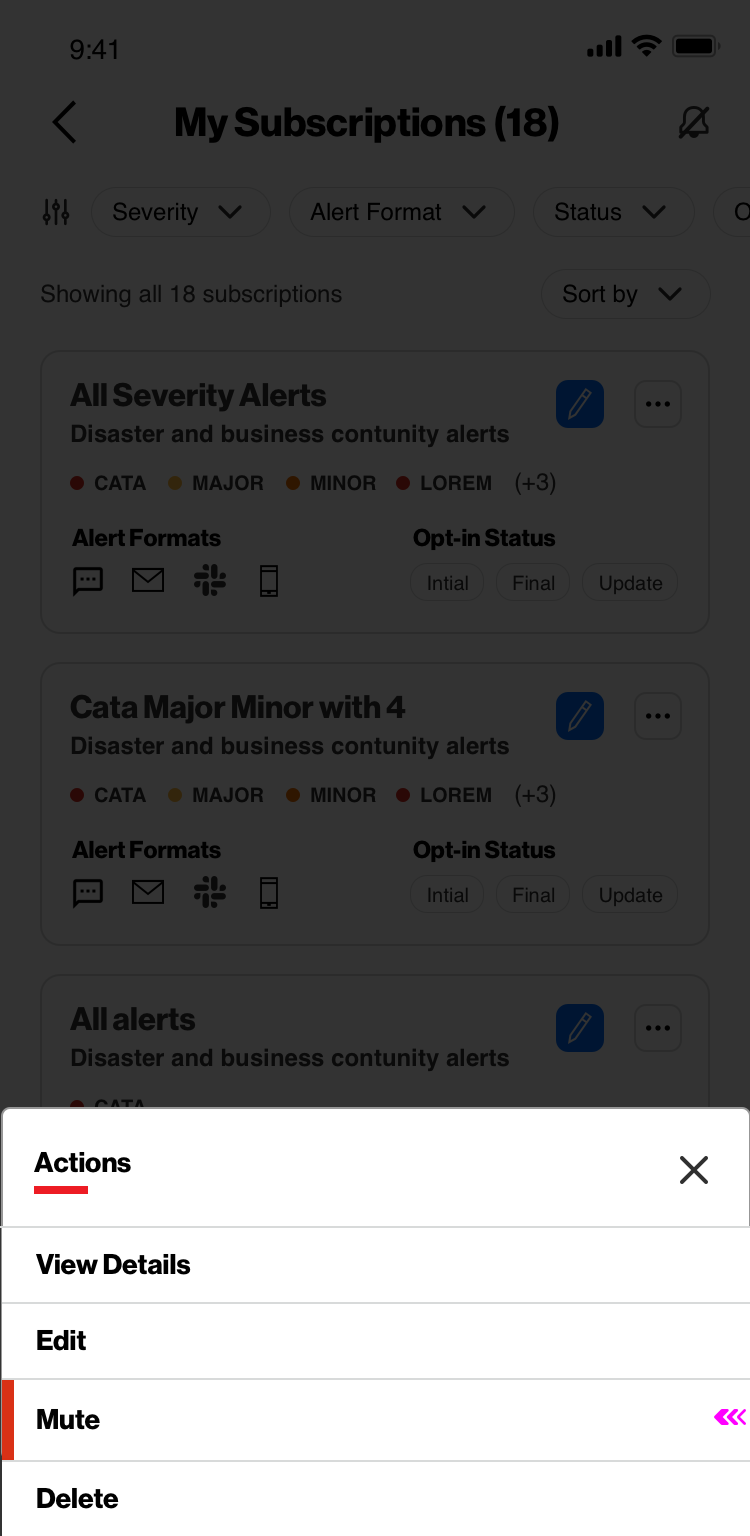 9:41
My Subscriptions (18)
Severity Alert Format Status
Showing all 18 subscriptions Sort by
All Severity Alerts
Disaster and business contunity alerts
CATA MAJOR MINOR LOREM (+3)
Alert Formats Opt-in Status
Intial Final Update
Cata Major Minor with 4
Disaster and business contunity alerts
CATA MAJOR MINOR LOREM (+3)
Alert Formats Opt-in Status
Intial Final Update
All alerts
Disaster and business contunity alerts
CATA
Actions
View Details
Edit
Mute
Delete